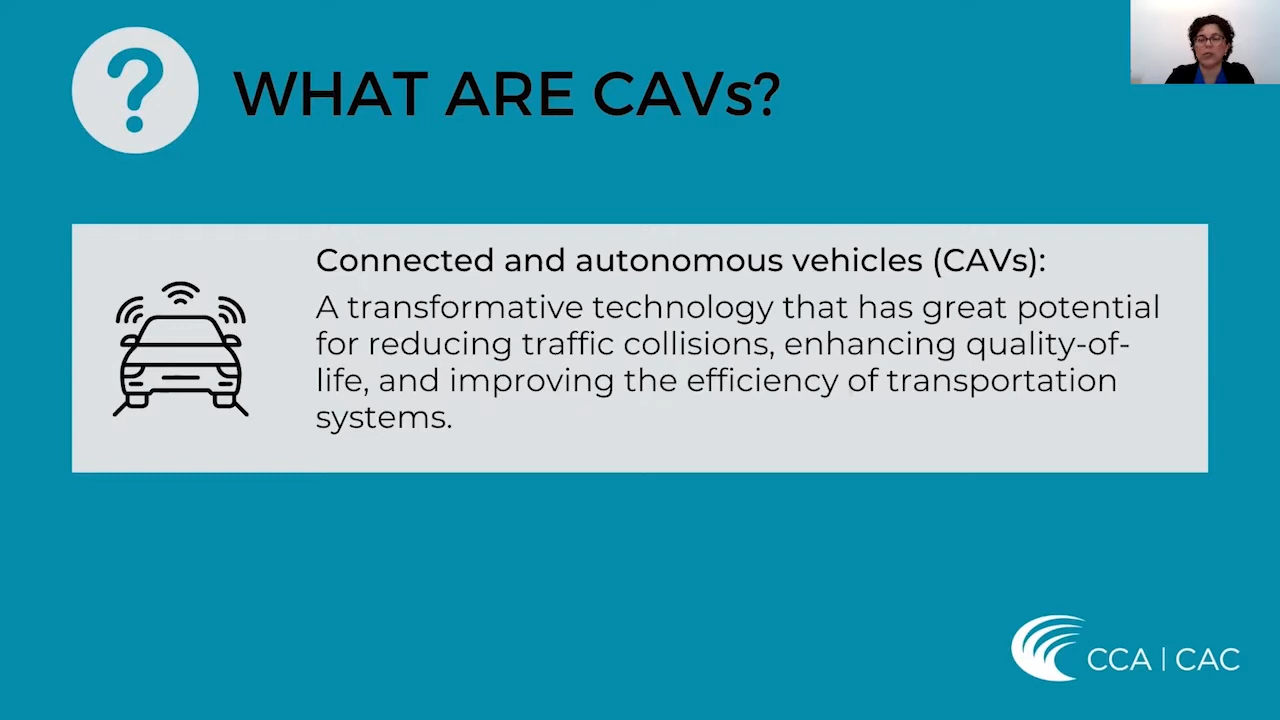 ?
WHAT ARE CAVs?
Connected and autonomous vehicles (CAVs):
A transformative technology that has great potential
for reducing traffic collisions, enhancing quality-of-
life, and improving the efficiency of transportation
systems.
CCA | CAC